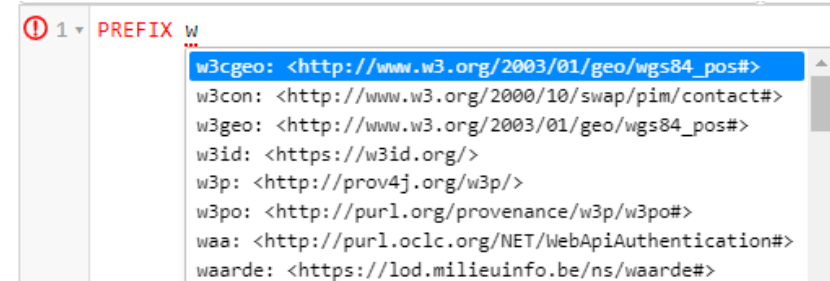 1 PREFIX w
w3cgeo: <http://www.w3.org/2003/01/geo/wgs84_pos#>
w3con: <http://www.w3.org/2000/10/swap/pim/contact#>
w3geo: <http://www.w3.org/2003/01/geo/wgs84_pos#>
w3id: <https://w3id.org/>
w3p: <http://prov4j.org/w3p/>
w3po: <http://purl.org/provenance/w3p/w3po#>
waa: <http://purl.oclc.org/NET/WebApiAuthentication#>
waarde: <https://lod.milieuinfo.be/ns/waarde#>